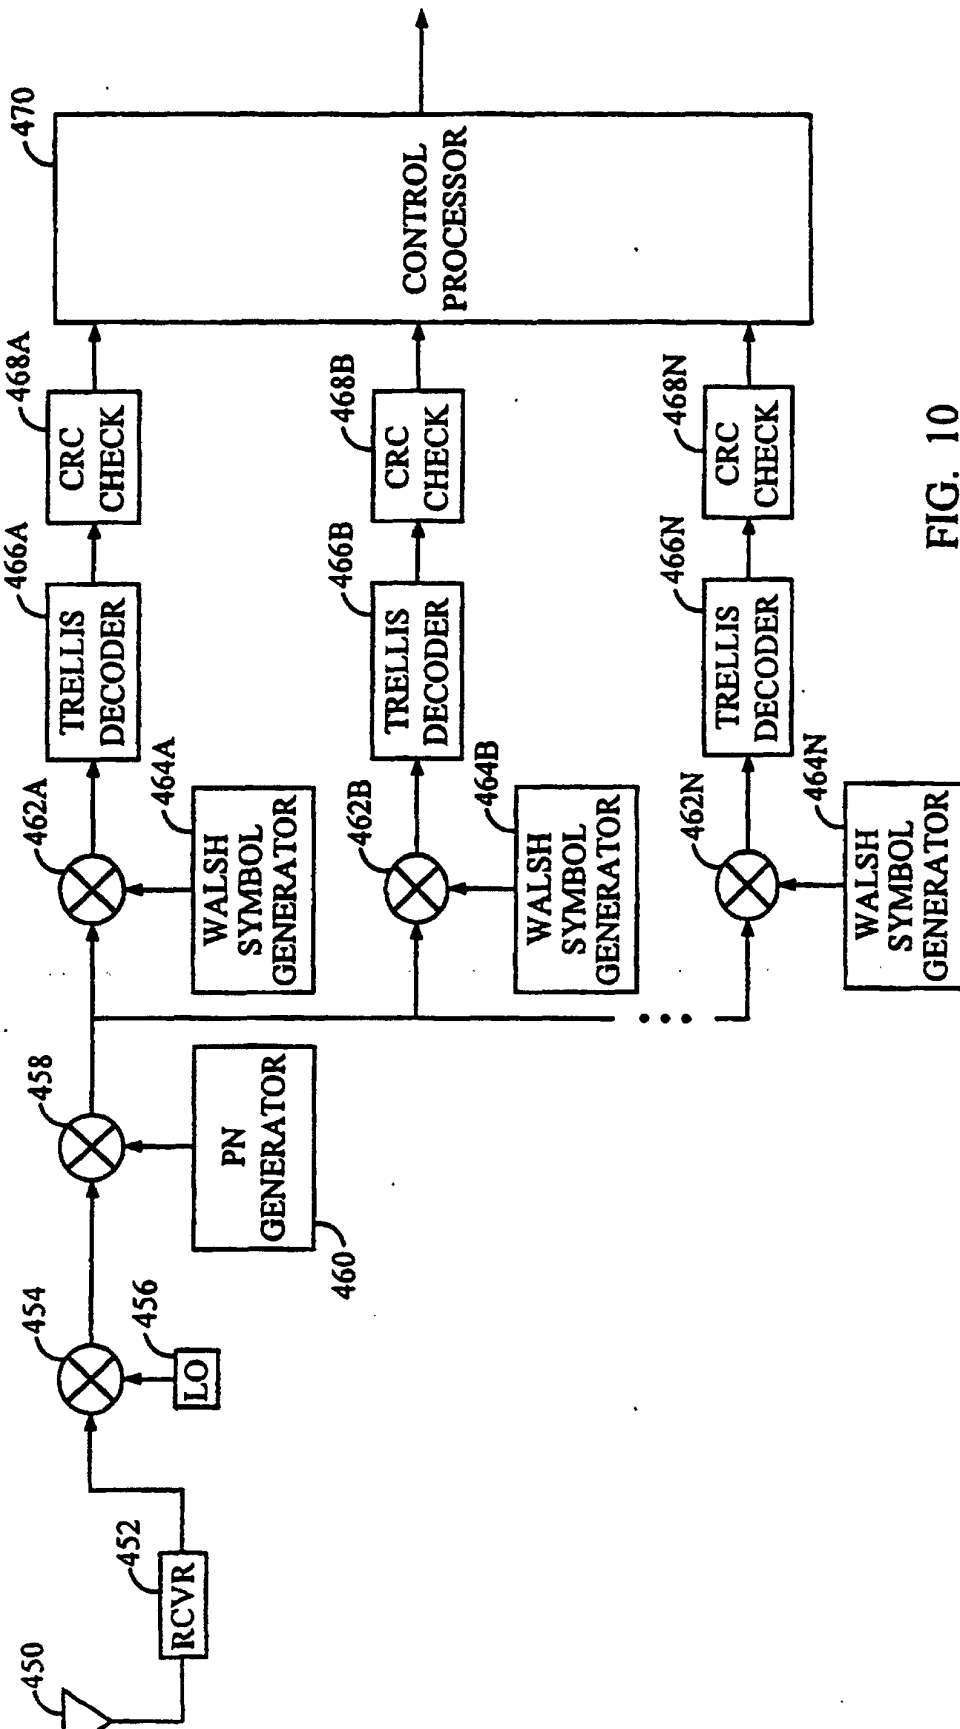 450
RCVR
452
454
LO
456
458
PN
GENERATOR
460
462A
WALSH
SYMBOL
GENERATOR
464A
TRELLIS
DECODER
466A
CRC
CHECK
468A
462B
WALSH
SYMBOL
GENERATOR
464B
TRELLIS
DECODER
466B
CRC
CHECK
468B
462N
WALSH
SYMBOL
GENERATOR
464N
TRELLIS
DECODER
466N
CRC
CHECK
468N
CONTROL
PROCESSOR
470
FIG. 10